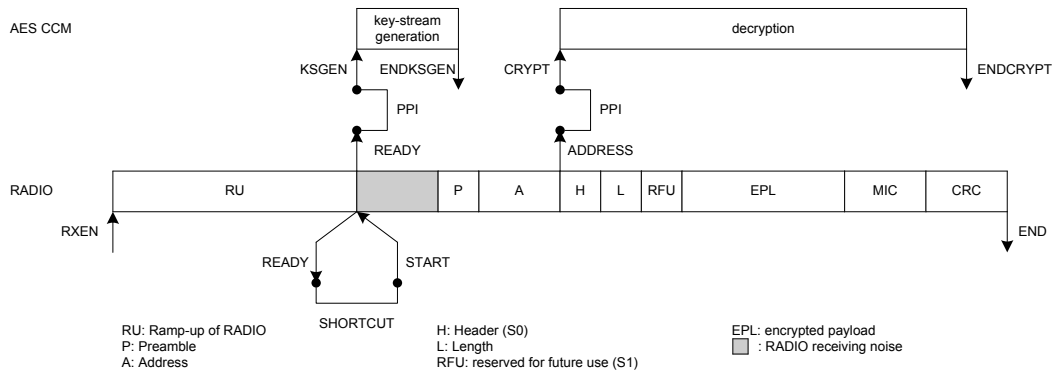 AES CCM
key-stream
generation
decryption
KSGEN
ENDKSGEN
CRYPT
ENDCRYPT
PPI
PPI
READY
ADDRESS
RADIO
RU
P
A
H
L
RFU
EPL
MIC
CRC
RXEN
END
READY
START
SHORTCUT
RU: Ramp-up of RADIO
P: Preamble
A: Address
H: Header (S0)
L: Length
RFU: reserved for future use (S1)
EPL: encrypted payload
: RADIO receiving noise